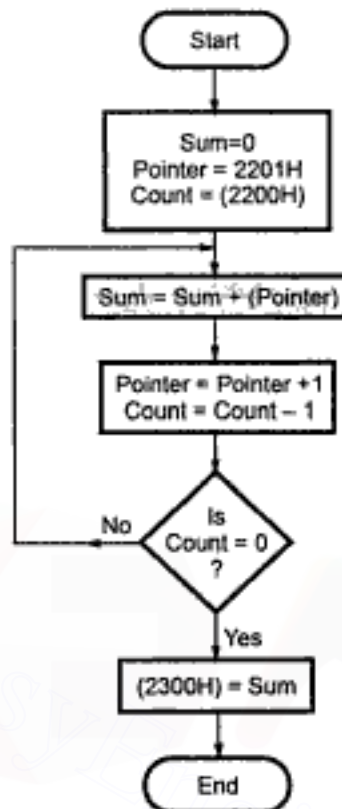 Start
Sum=0
Pointer = 2201H
Count = (2200H)
Sum = Sum + (Pointer)
Pointer = Pointer +1
Count = Count – 1
Is
Count = 0
?
No
Yes
(2300H) = Sum
End